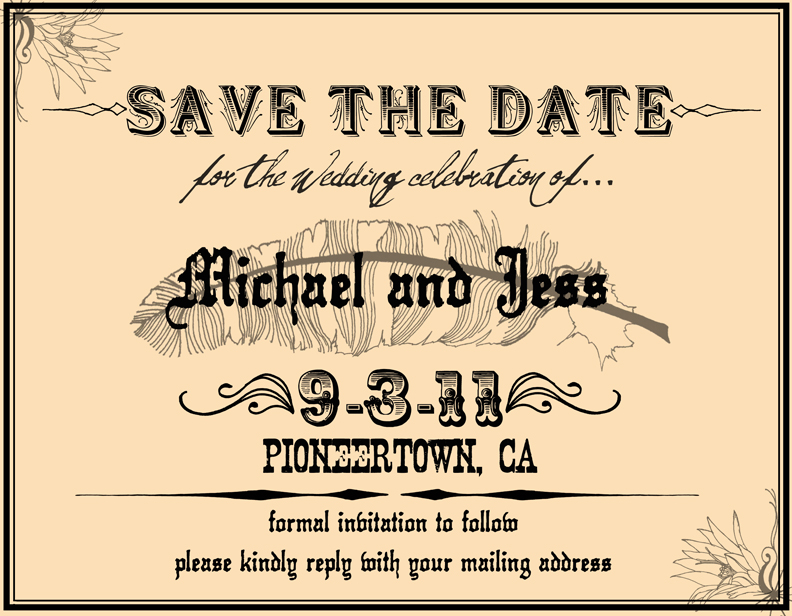 SAVE THE DATE
for the Wedding celebration of...
Michael and Jess
9-3-11
PIONEERTOWN, CA
formal invitation to follow
please kindly reply with your mailing address